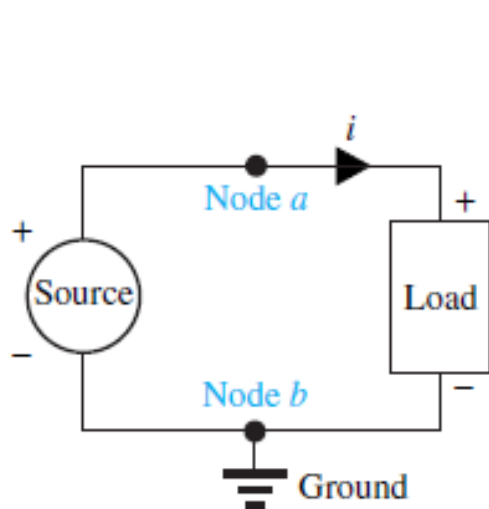 i
Node a
+
+
Source
Load
−
−
Node b
Ground